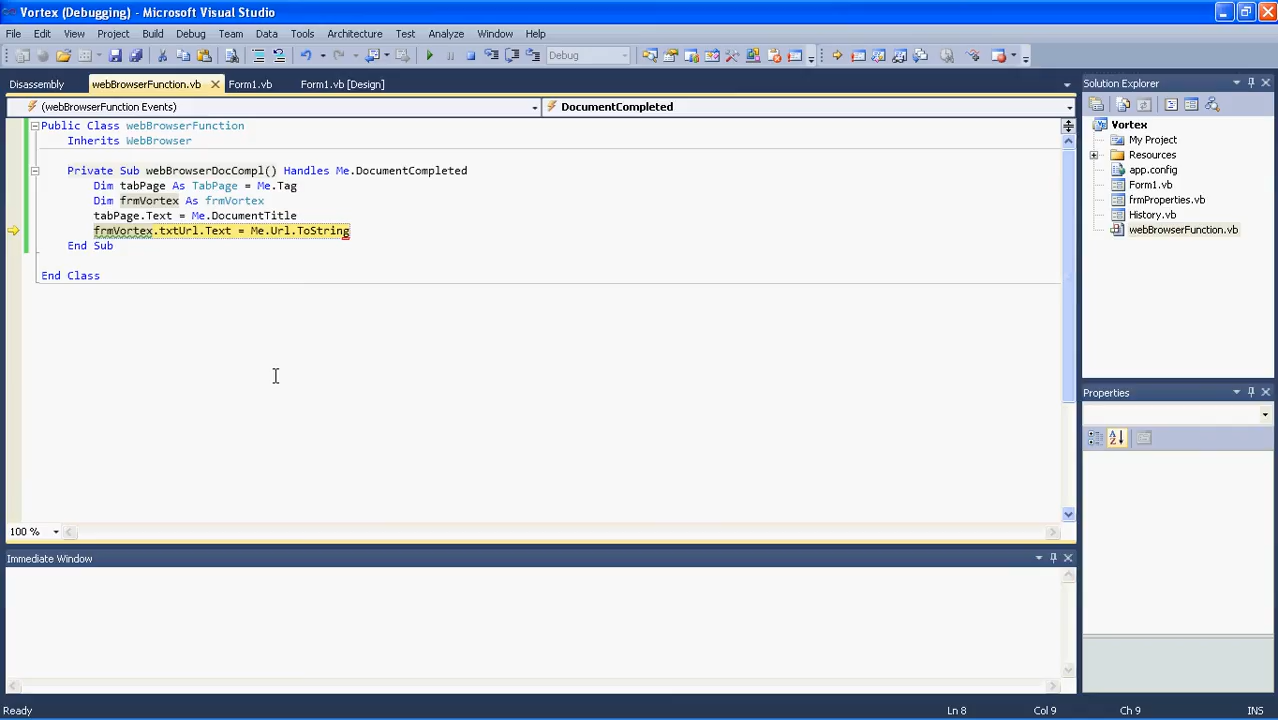 Vortex (Debugging) - Microsoft Visual Studio
File Edit View Project Build Debug Team Data Tools Architecture Test Analyze Window Help
Debug
Disassembly webBrowserFunction.vb Form1.vb Form1.vb [Design]
(webBrowserFunction Events) DocumentCompleted
Public Class webBrowserFunction
Inherits WebBrowser
Private Sub webBrowserDocCompl() Handles Me.DocumentCompleted
Dim tabPage As TabPage = Me.Tag
Dim frmVortex As frmVortex
tabPage.Text = Me.DocumentTitle
frmVortex.txtUrl.Text = Me.Url.ToString
End Sub
End Class
100 %
Immediate Window
Solution Explorer
Vortex
My Project
Resources
app.config
Form1.vb
frmProperties.vb
History.vb
webBrowserFunction.vb
Properties
Ready Ln 8 Col 9 Ch 9 INS